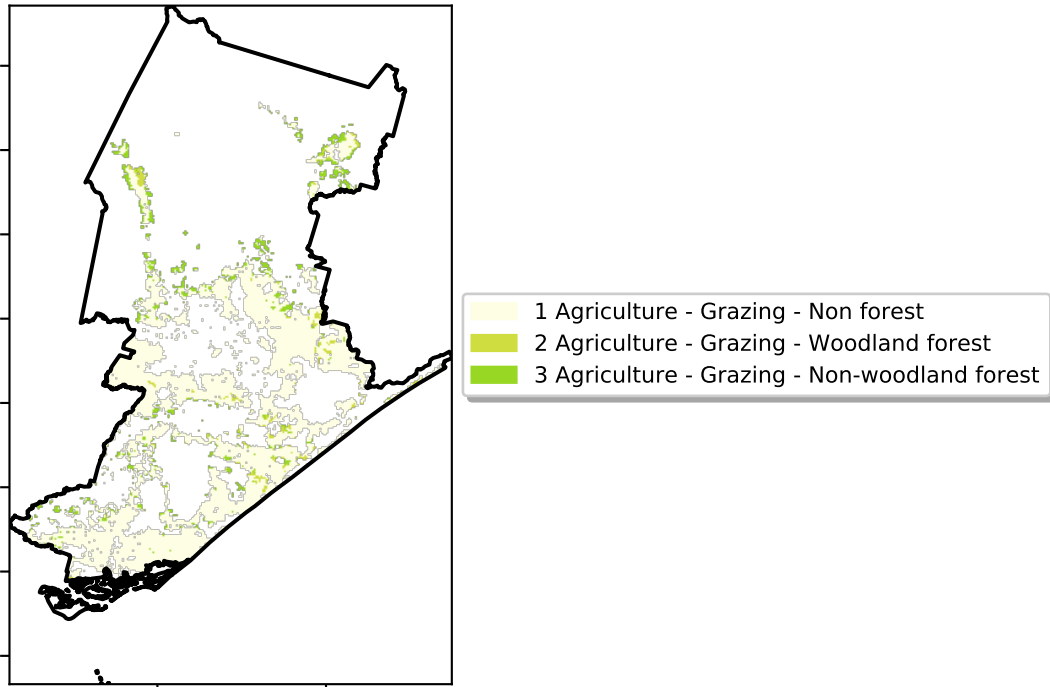 1 Agriculture - Grazing - Non forest
2 Agriculture - Grazing - Woodland forest
3 Agriculture - Grazing - Non-woodland forest